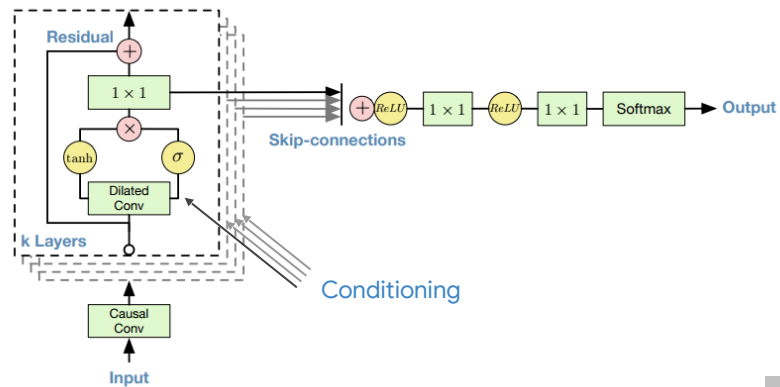 Residual
+
1 × 1
×
tanh
σ
Dilated
Conv
k Layers
Causal
Conv
Input
Skip-connections
+
ReLU
1 × 1
ReLU
1 × 1
Softmax
Output
Conditioning